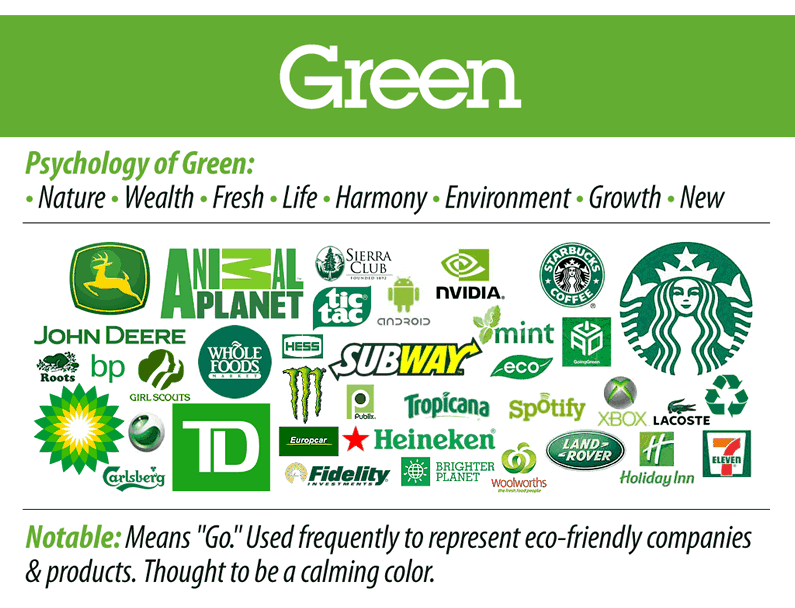 Green
Psychology of Green:
• Nature • Wealth • Fresh • Life • Harmony • Environment • Growth • New
ANIMAL
PLANET
SIERRA
CLUB
FOUNDED 1892
tic
tac
ANDROID
NVIDIA.
STARBUCKS
COFFEE
®
JOHN DEERE
Roots
bp
GIRL SCOUTS
WHOLE
FOODS
MARKET
HESS
SUBWAY
mint
eco
GoingGreen
Publix.
Tropicana
Spotify
XBOX
LACOSTE
TD
Europcar
Heineken®
LAND
ROVER
Holiday Inn
7
ELEVEN
Carlsberg
Fidelity
INVESTMENTS
BRIGHTER
PLANET
Woolworths
the fresh food people
Notable: Means "Go." Used frequently to represent eco-friendly companies
& products. Thought to be a calming color.